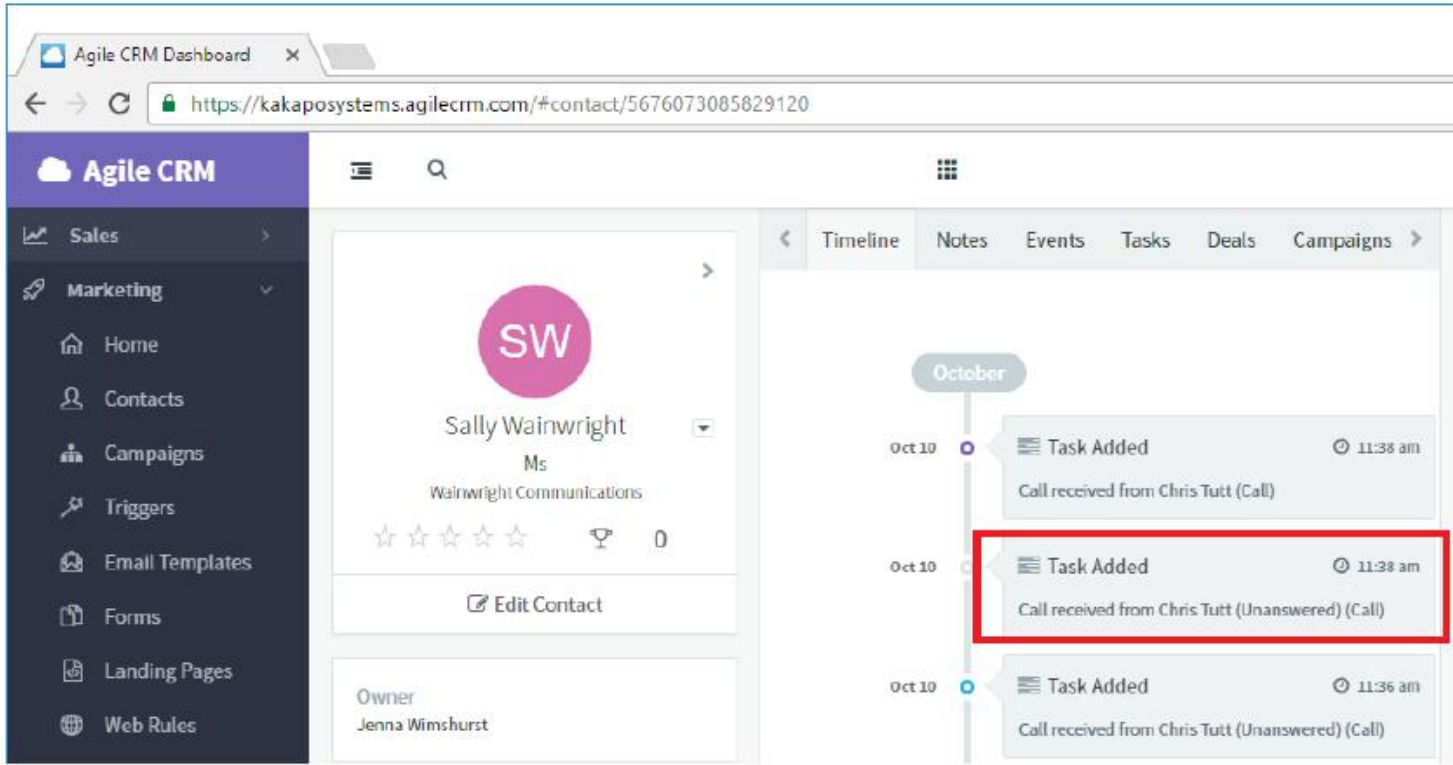 Agile CRM Dashboard
https://kakaposystems.agilecrm.com/#contact/5676073085829120
Agile CRM
Sales
Marketing
Home
Contacts
Campaigns
Triggers
Email Templates
Forms
Landing Pages
Web Rules
SW
Sally Wainwright
Ms
Wainwright Communications
0
Edit Contact
Owner
Jenna Wimshurst
Timeline Notes Events Tasks Deals Campaigns
October
Oct 10 Task Added 11:38 am
Call received from Chris Tutt (Call)
Oct 10 Task Added 11:38 am
Call received from Chris Tutt (Unanswered) (Call)
Oct 10 Task Added 11:36 am
Call received from Chris Tutt (Unanswered) (Call)